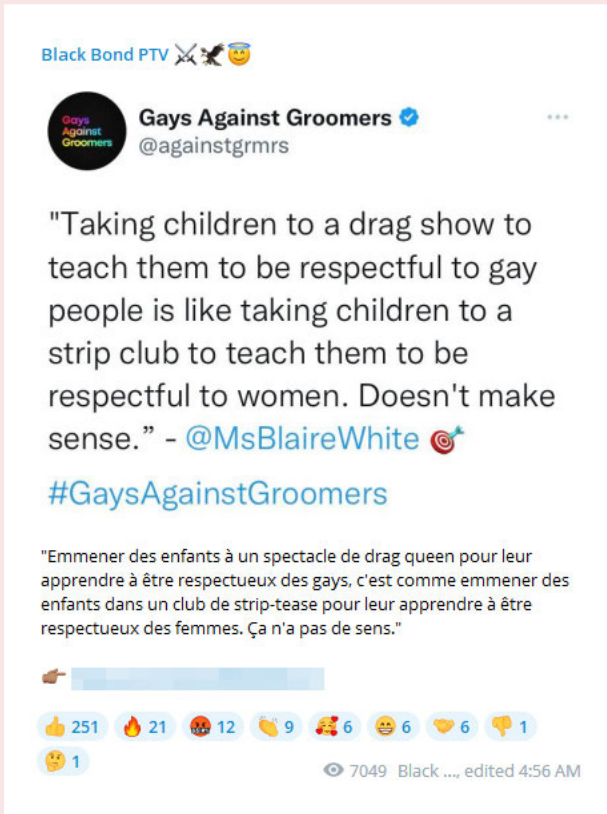 Black Bond PTV ⚔️🦅😇
Gays
Against
Groomers
Gays Against Groomers
@againstgrmrs
"Taking children to a drag show to
teach them to be respectful to gay
people is like taking children to a
strip club to teach them to be
respectful to women. Doesn't make
sense.” - @MsBlaireWhite 🎯
#GaysAgainstGroomers
"Emmener des enfants à un spectacle de drag queen pour leur
apprendre à être respectueux des gays, c'est comme emmener des
enfants dans un club de strip-tease pour leur apprendre à être
respectueux des femmes. Ça n'a pas de sens."
👍 251 🔥 21 🤬 12 👏 9 🥰 6 😁 6 🤝 6 👎 1
🤔 1
7049 Black ..., edited 4:56 AM